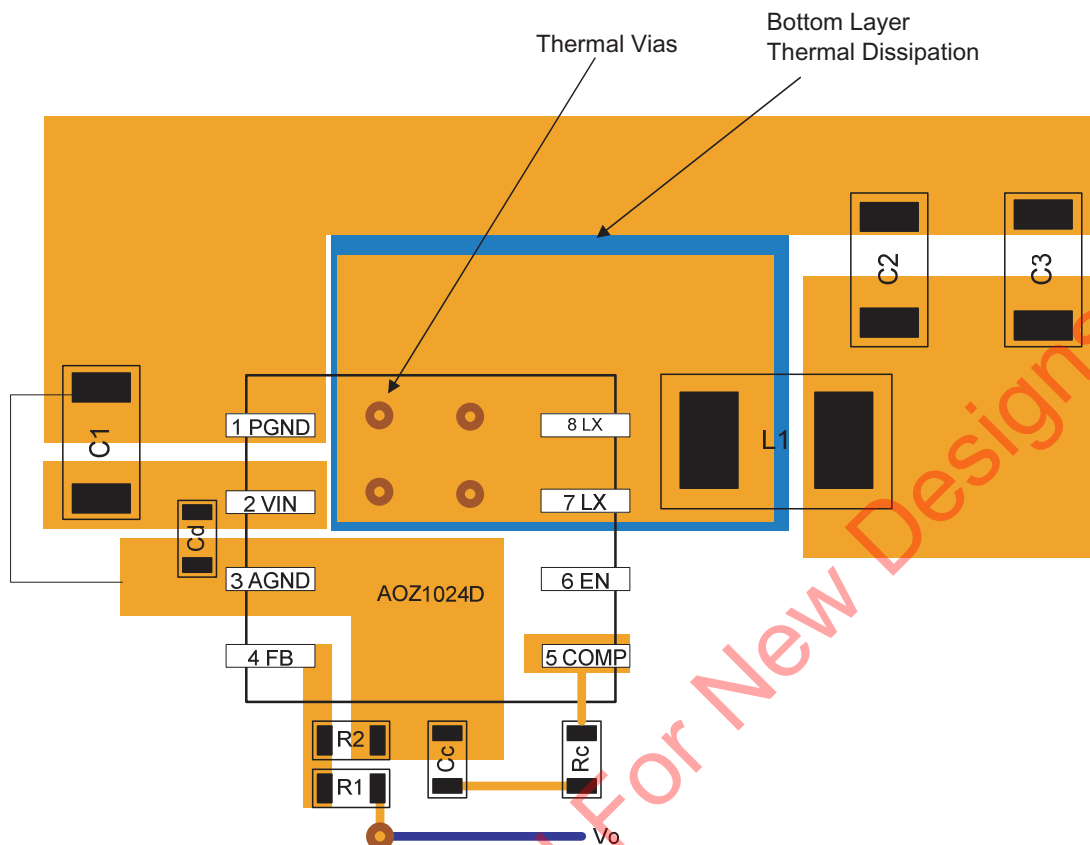 Bottom Layer
Thermal Dissipation
Thermal Vias
C2
C3
C1
1 PGND
8 LX
L1
2 VIN
7 LX
Cd
3 AGND
6 EN
AOZ1024D
4 FB
5 COMP
R2
Cc
Rc
R1
Vo
For New Designs